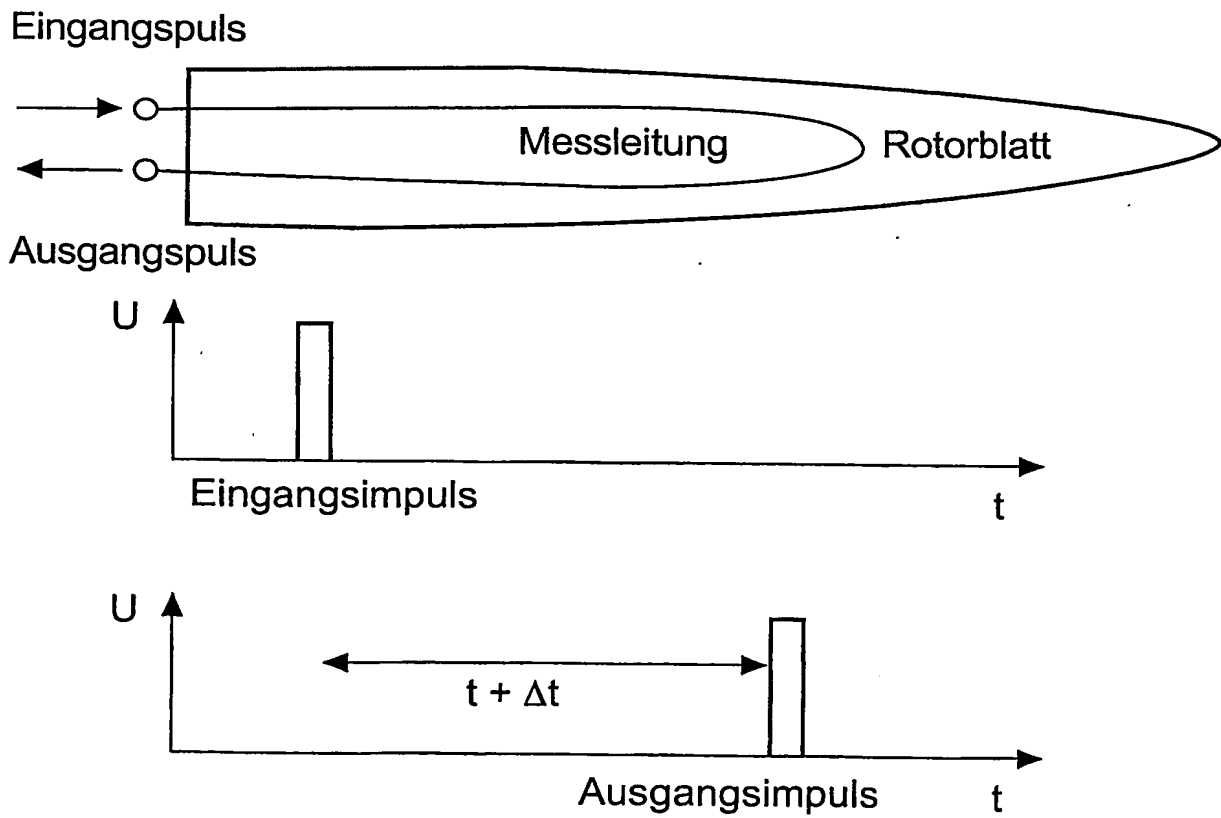 Eingangspuls
Messleitung Rotorblatt
Ausgangspuls
U
Eingangsimpuls
t
U
t + Δt
Ausgangsimpuls t